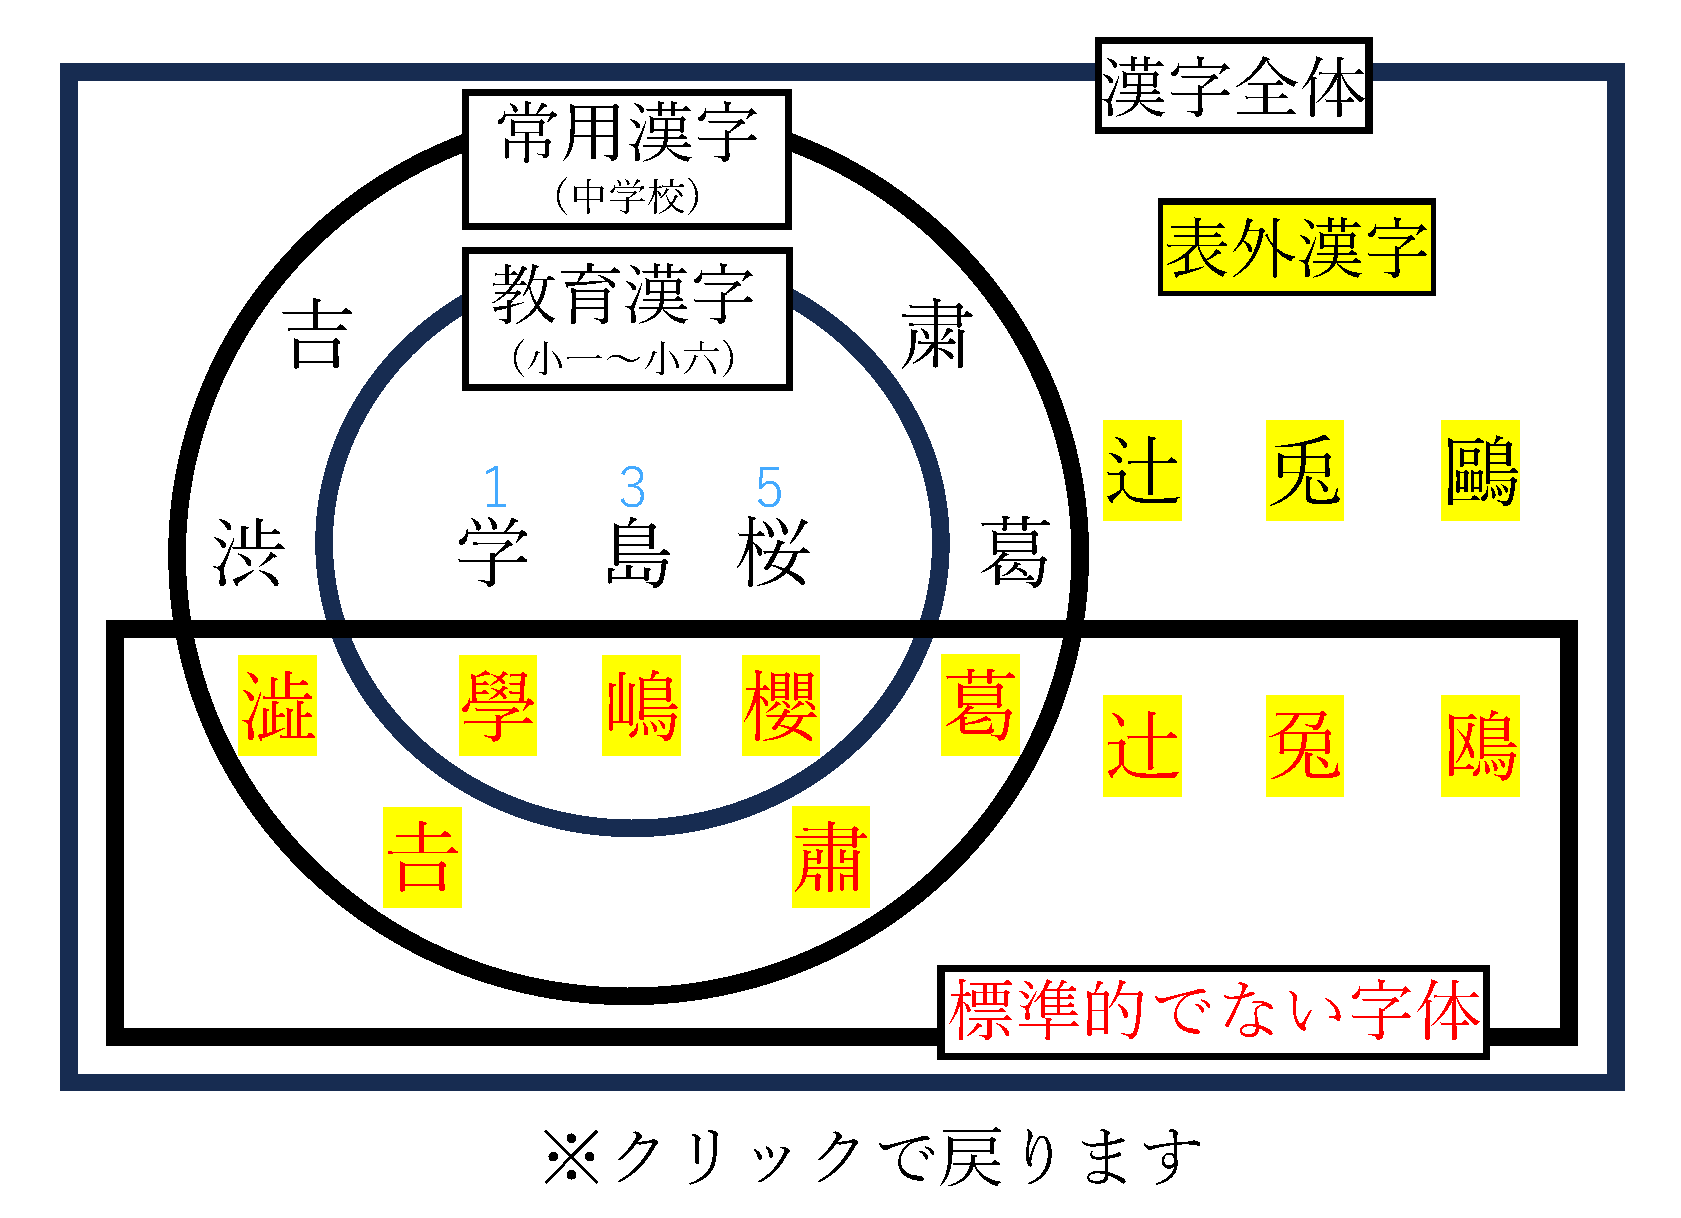 漢字全体
常用漢字
（中学校）
表外漢字
教育漢字
（小一～小六）
吉 肅
辻 兎 鷗
1 3 5
渋 学 島 桜 葛
澁 學 嶋 櫻 葛
辻 兔 鴎
𠮷 肅
標準的でない字体
※クリックで戻ります